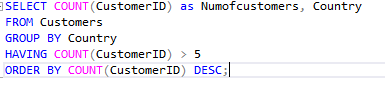 SELECT COUNT(CustomerID) as Numofcustomers, Country
FROM Customers
GROUP BY Country
HAVING COUNT(CustomerID) > 5
ORDER BY COUNT(CustomerID) DESC;